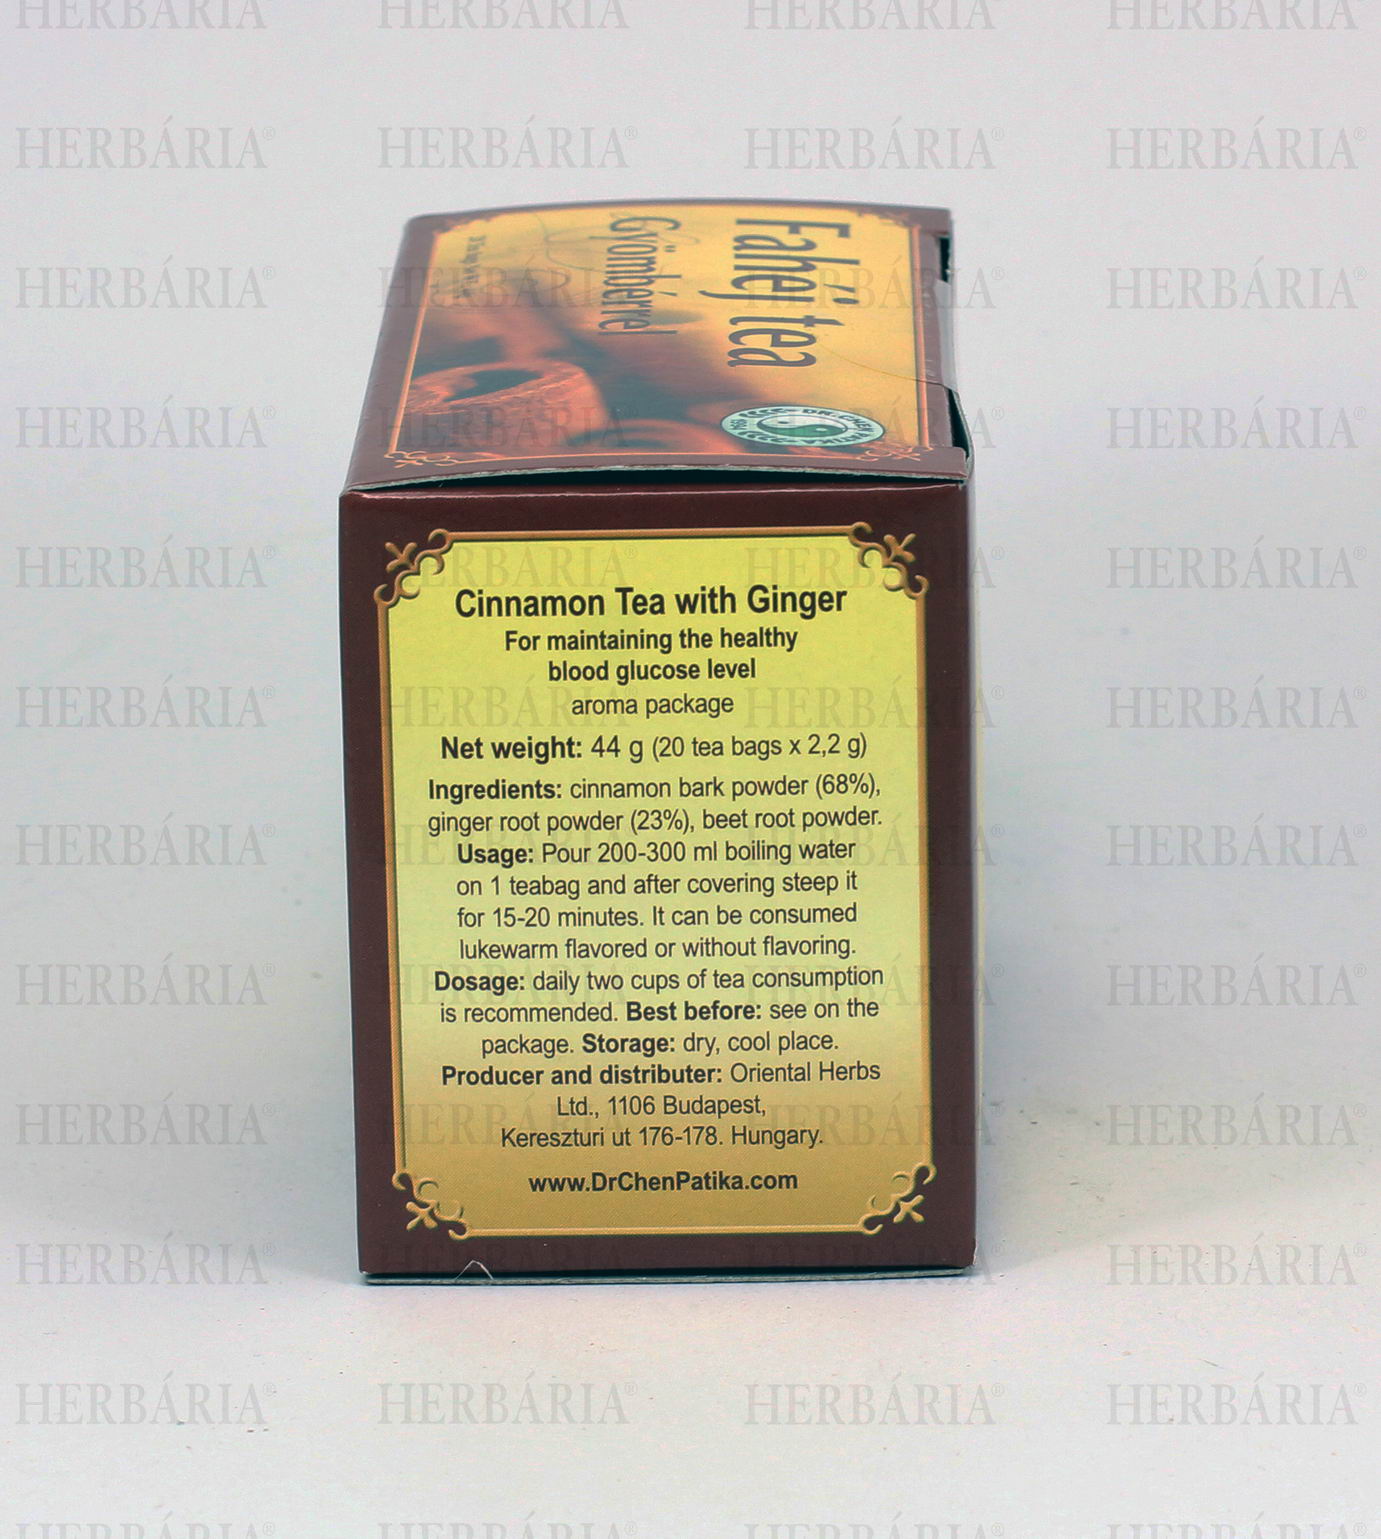 HERBÁRIA®
Fahéj tea
Gyömbérrel
DR. CHEN PATIKA
Cinnamon Tea with Ginger
For maintaining the healthy
blood glucose level
aroma package
Net weight: 44 g (20 tea bags x 2,2 g)
Ingredients: cinnamon bark powder (68%),
ginger root powder (23%), beet root powder.
Usage: Pour 200-300 ml boiling water
on 1 teabag and after covering steep it
for 15-20 minutes. It can be consumed
lukewarm flavored or without flavoring.
Dosage: daily two cups of tea consumption
is recommended. Best before: see on the
package. Storage: dry, cool place.
Producer and distributer: Oriental Herbs
Ltd., 1106 Budapest,
Kereszturi ut 176-178. Hungary.
www.DrChenPatika.com